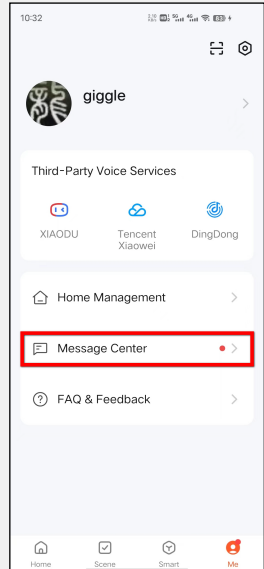 10:32
giggle
Third-Party Voice Services
XIAODU
Tencent
Xiaowei
DingDong
Home Management
Message Center
FAQ & Feedback
Home
Scene
Smart
Me